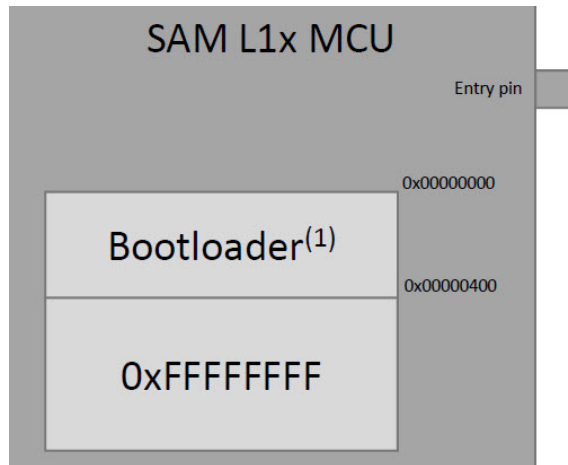 SAM L1x MCU
Entry pin
0x00000000
Bootloader(1)
0x00000400
0xFFFFFFFF